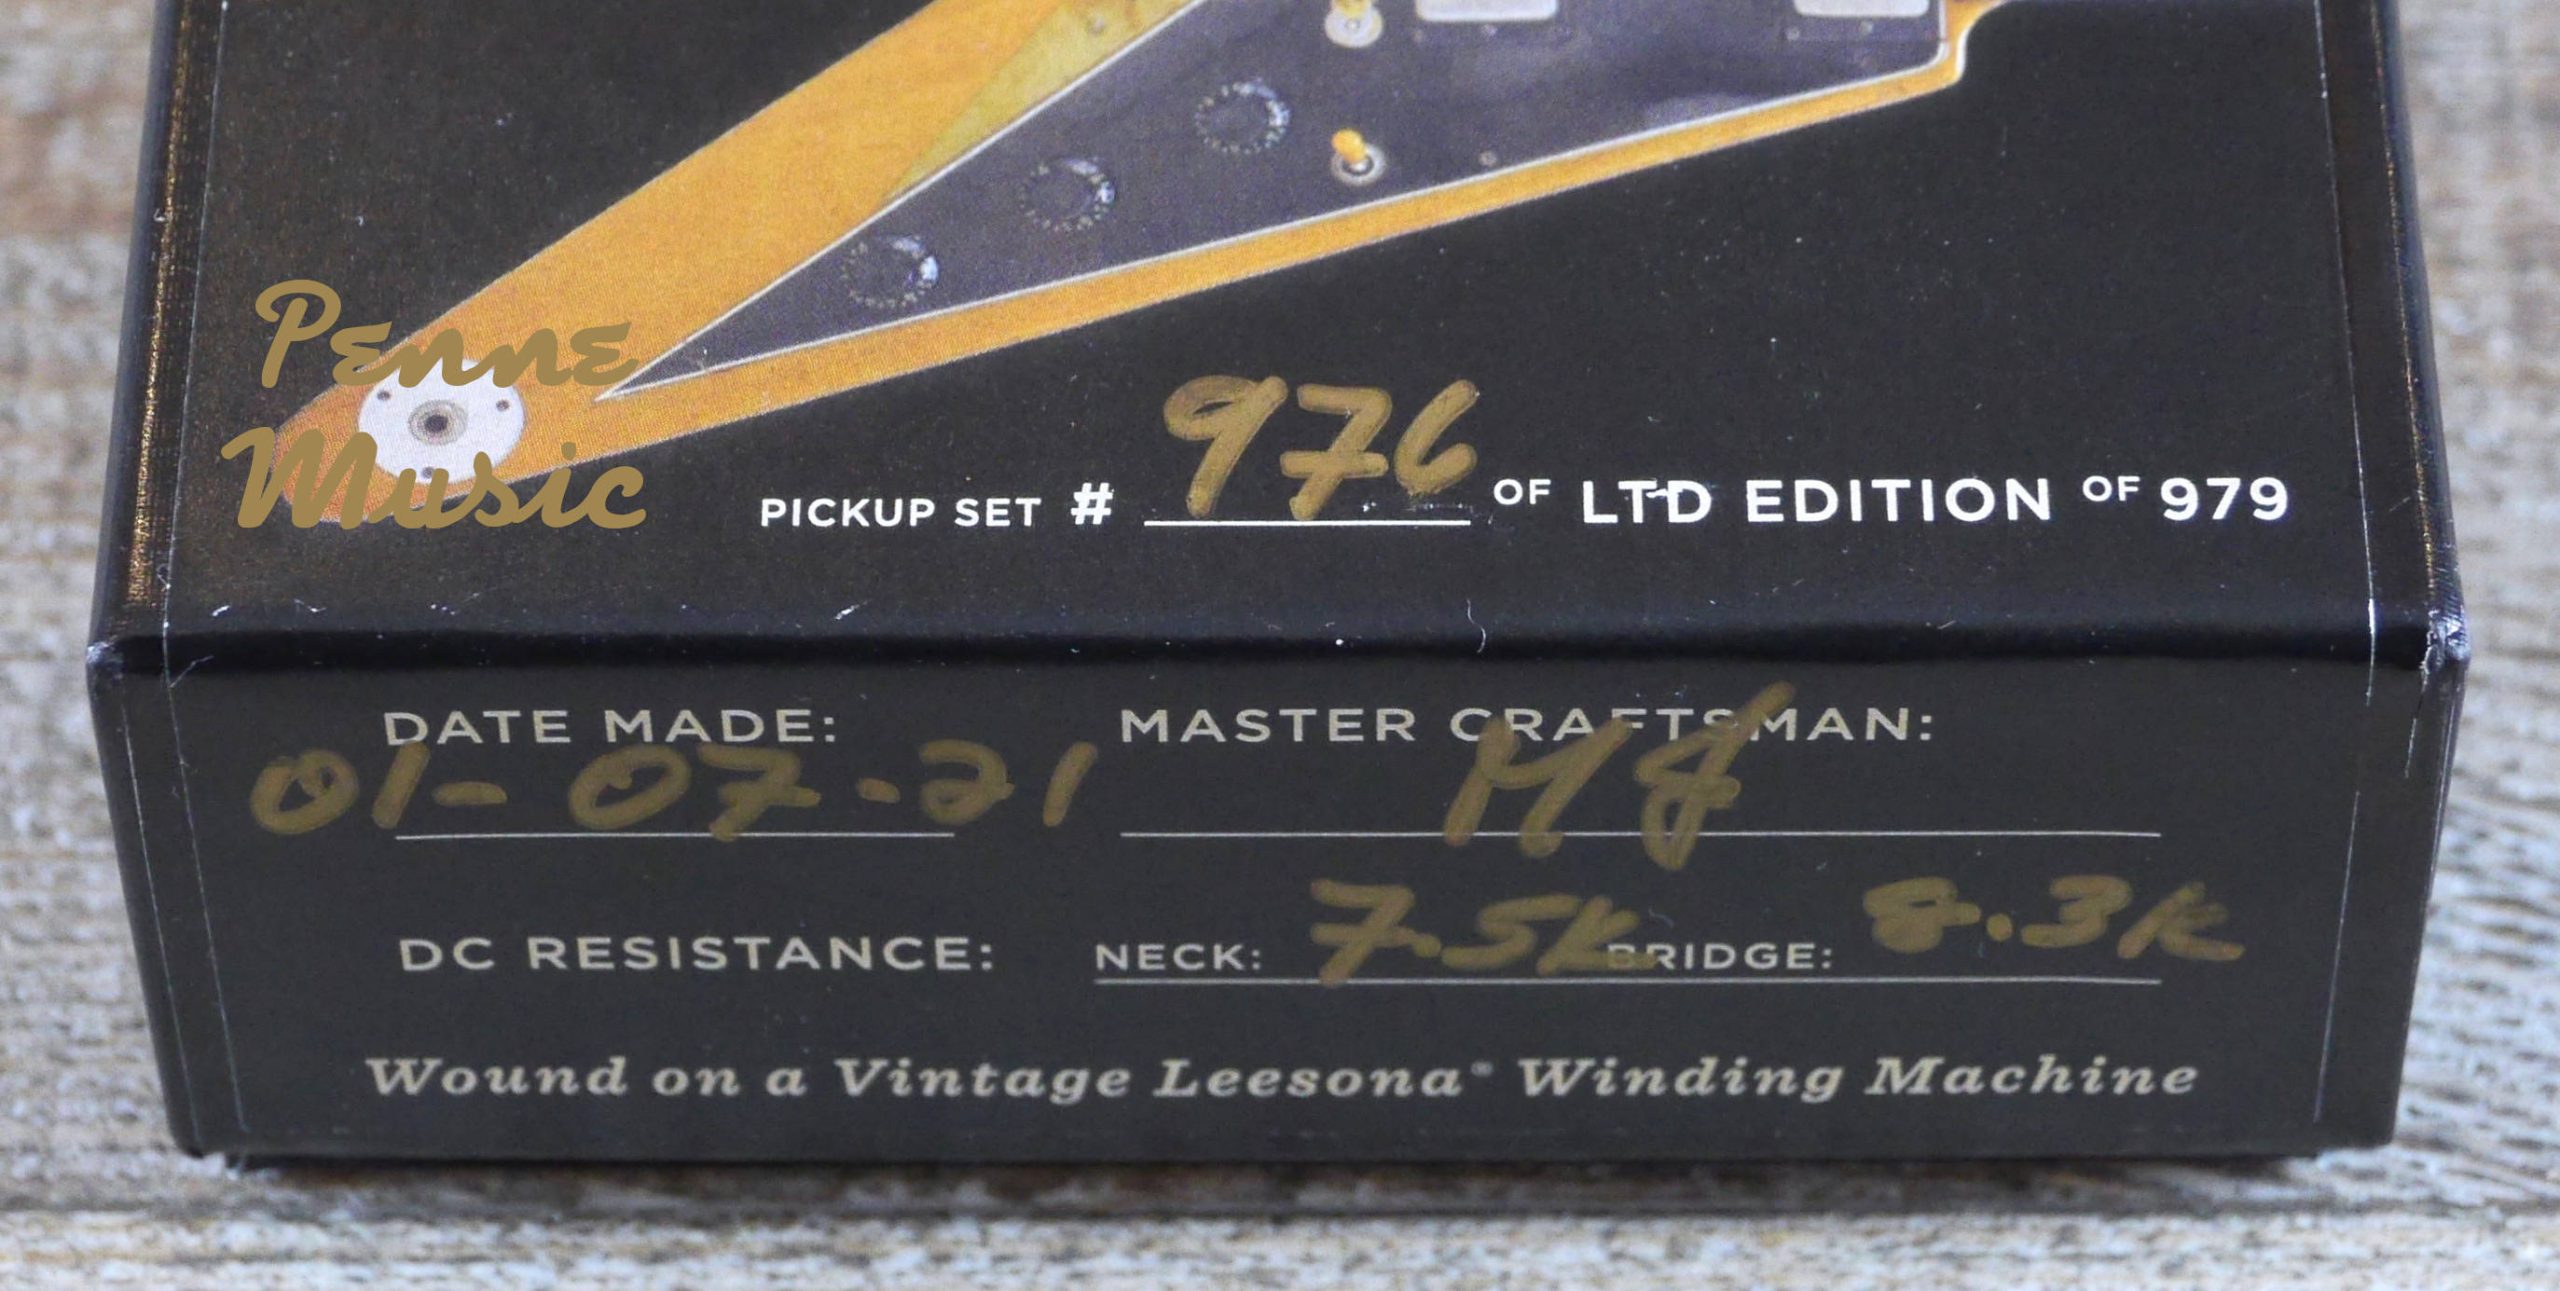 Penne
Music
PICKUP SET # 976 OF LTD EDITION OF 979
DATE MADE: MASTER CRAFTSMAN:
01-07-21 MJ
DC RESISTANCE: NECK: 7.5K BRIDGE: 8.3K
Wound on a Vintage Leesona® Winding Machine